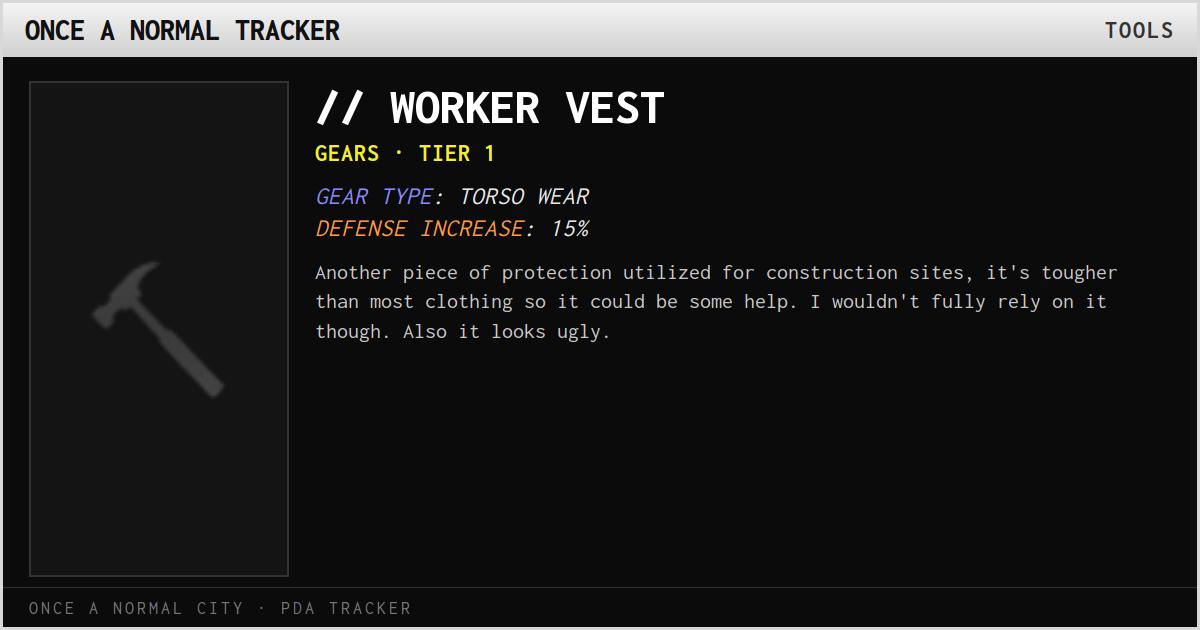 ONCE A NORMAL TRACKER
TOOLS
// WORKER VEST
GEARS · TIER 1
GEAR TYPE: TORSO WEAR
DEFENSE INCREASE: 15%
Another piece of protection utilized for construction sites, it's tougher
than most clothing so it could be some help. I wouldn't fully rely on it
though. Also it looks ugly.
ONCE A NORMAL CITY · PDA TRACKER